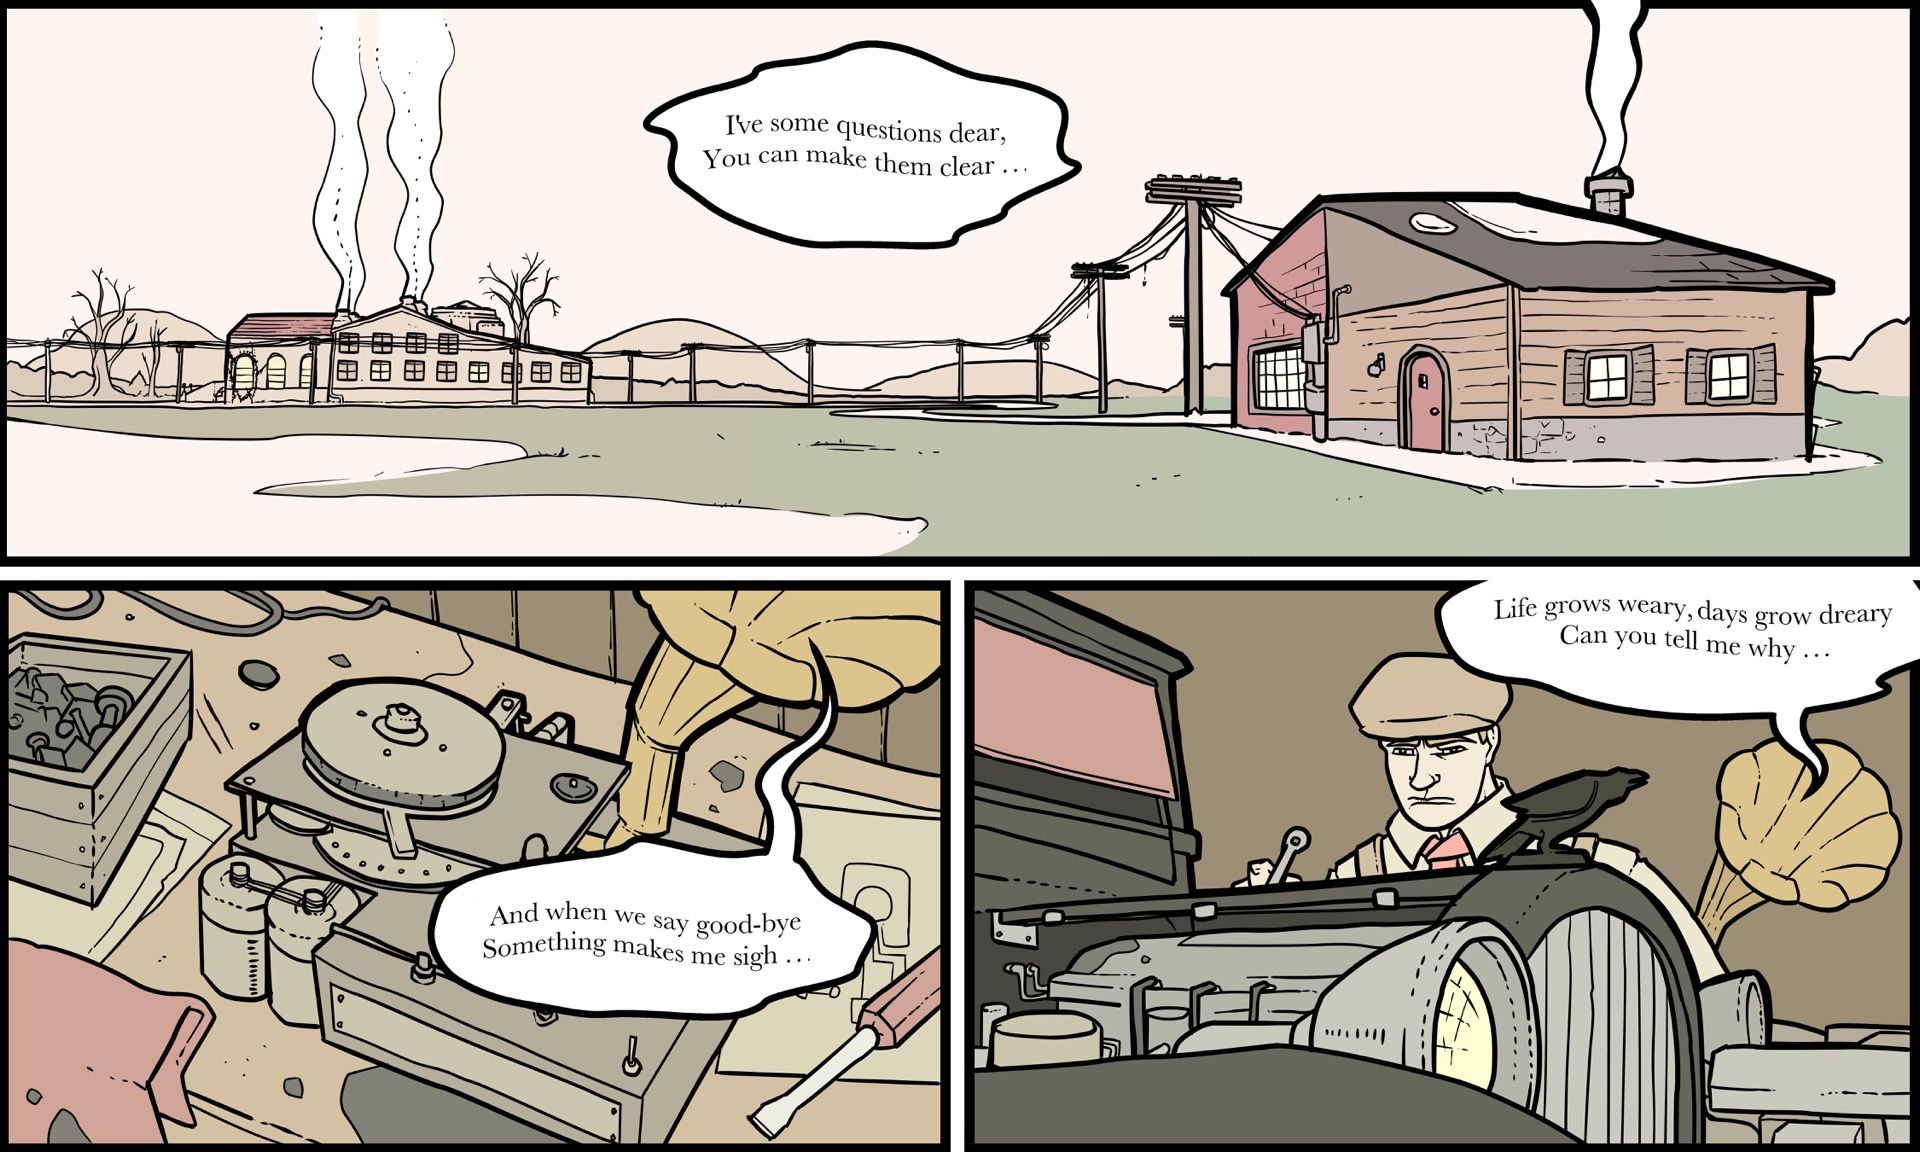 I've some questions dear,
You can make them clear ...
And when we say good-bye
Something makes me sigh ...
Life grows weary, days grow dreary
Can you tell me why ...